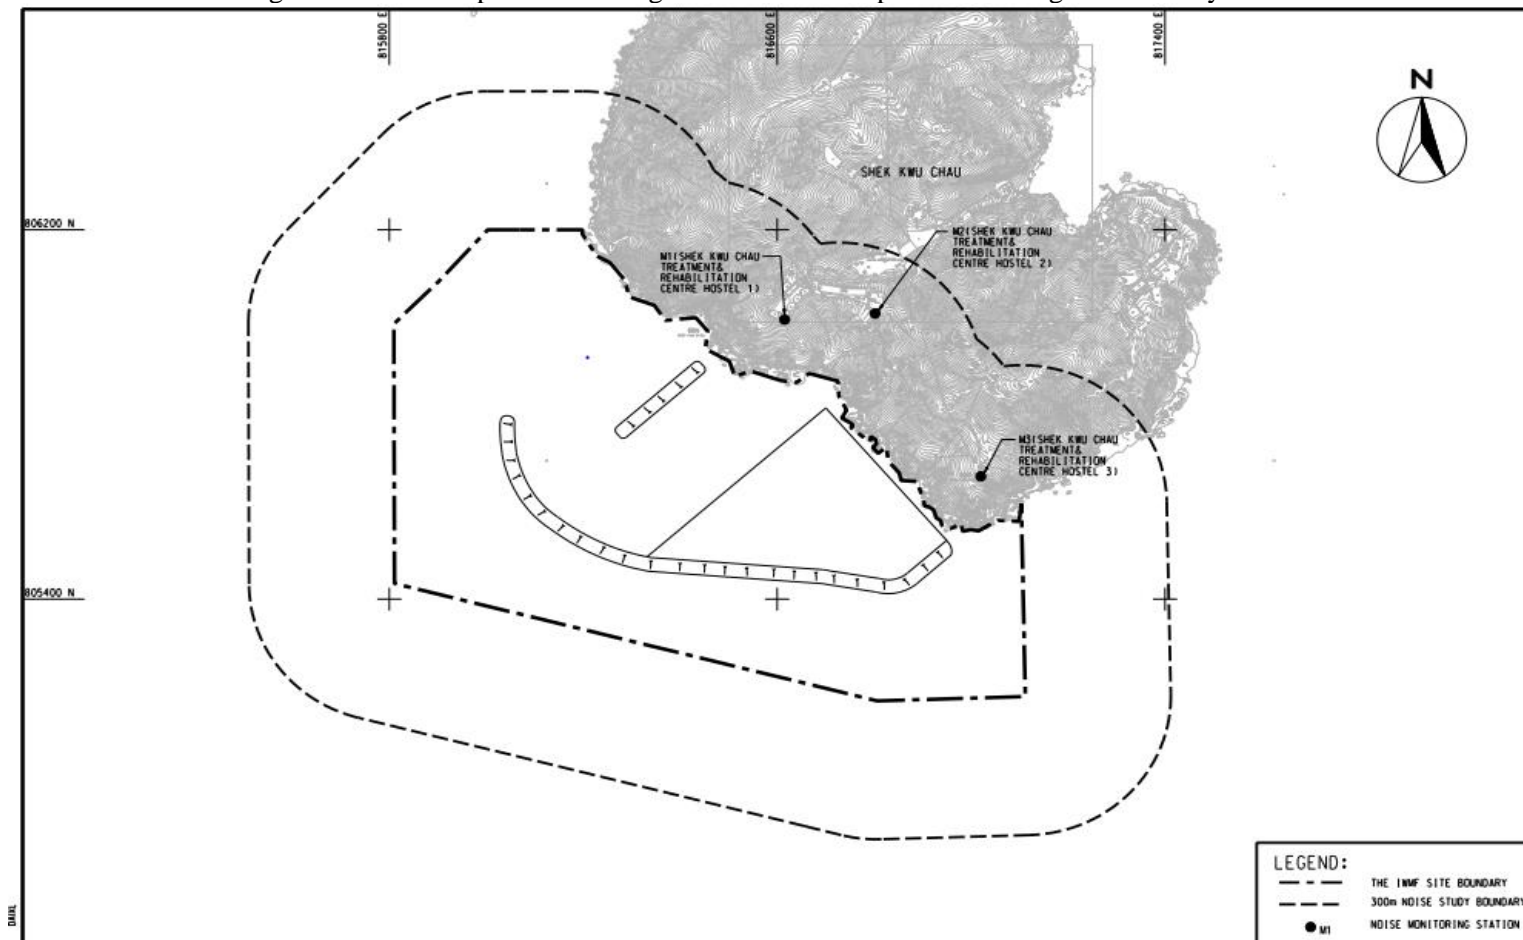 815800 E
816600 E
817400 E
N
SHEK KWU CHAU
806200 N
M1(SHEK KWU CHAU
TREATMENT&
REHABILITATION
CENTRE HOSTEL 1)
M2(SHEK KWU CHAU
TREATMENT&
REHABILITATION
CENTRE HOSTEL 2)
M3(SHEK KWU CHAU
TREATMENT&
REHABILITATION
CENTRE HOSTEL 3)
805400 N
LEGEND:
THE IWMF SITE BOUNDARY
300m NOISE STUDY BOUNDARY
M1 NOISE MONITORING STATION